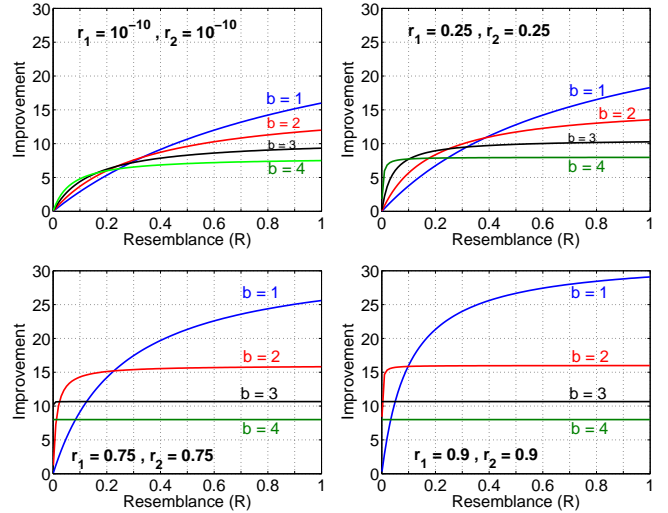 r1 = 10^-10 , r2 = 10^-10
b = 1
b = 2
b = 3
b = 4
Improvement
30
25
20
15
10
5
0
0 0.2 0.4 0.6 0.8 1
Resemblance (R)
r1 = 0.25 , r2 = 0.25
b = 1
b = 2
b = 3
b = 4
Improvement
30
25
20
15
10
5
0
0 0.2 0.4 0.6 0.8 1
Resemblance (R)
b = 1
b = 2
b = 3
b = 4
r1 = 0.75 , r2 = 0.75
Improvement
30
25
20
15
10
5
0
0 0.2 0.4 0.6 0.8 1
Resemblance (R)
b = 1
b = 2
b = 3
b = 4
r1 = 0.9 , r2 = 0.9
Improvement
30
25
20
15
10
5
0
0 0.2 0.4 0.6 0.8 1
Resemblance (R)